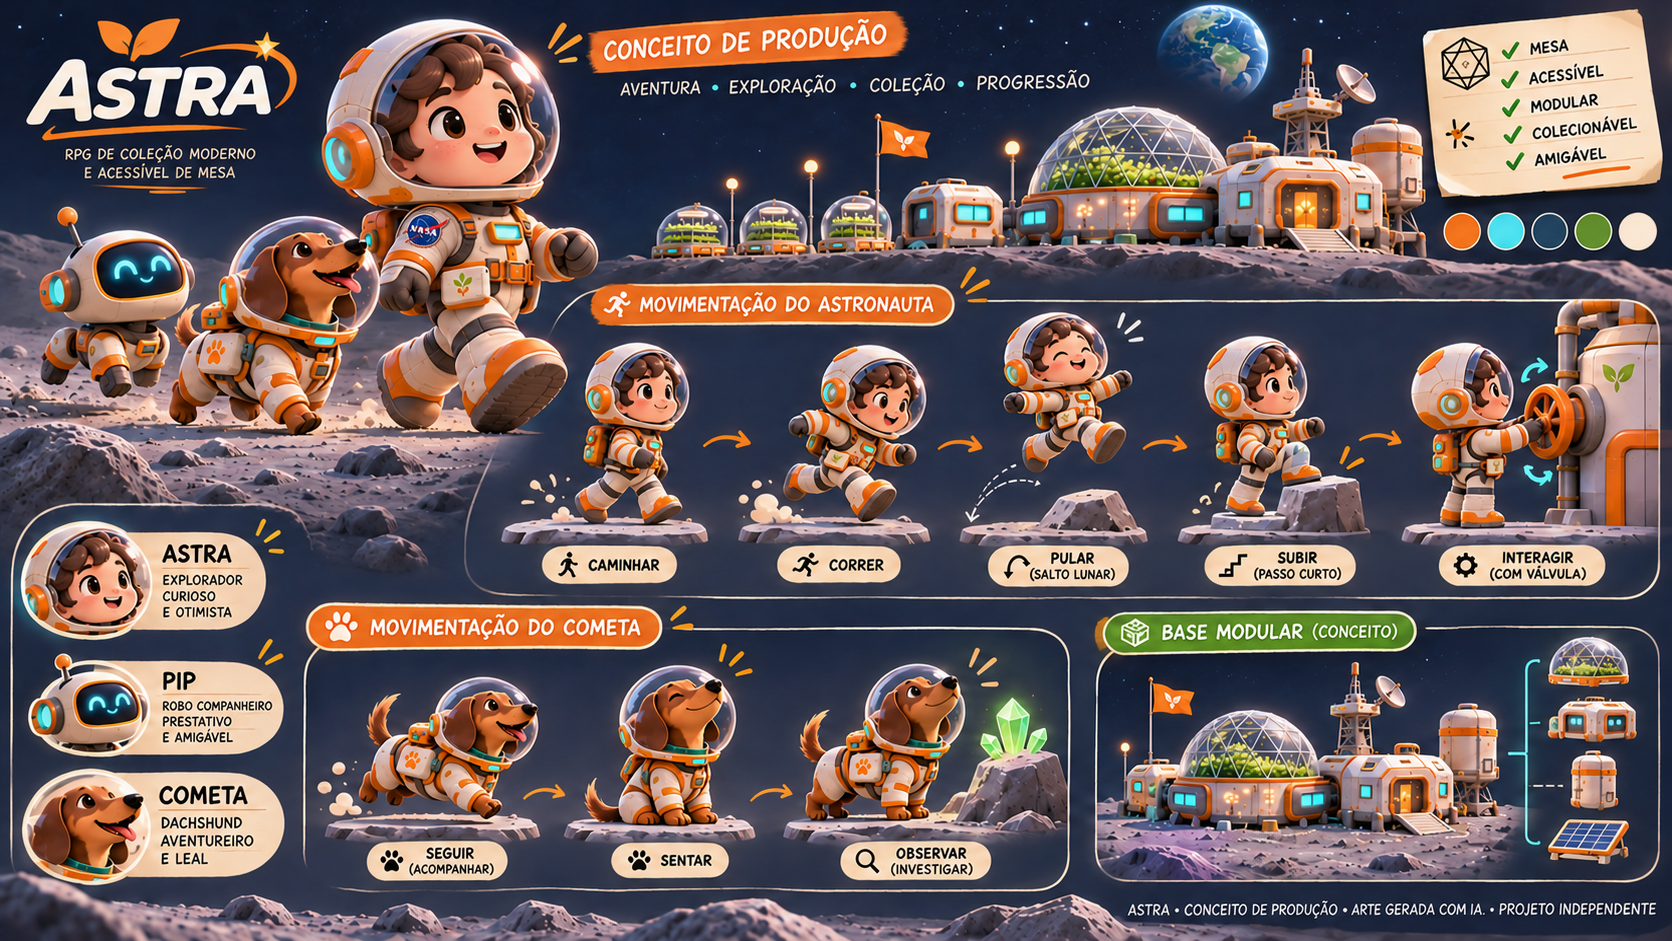 ASTRA
RPG DE COLEÇÃO MODERNO
E ACESSÍVEL DE MESA
CONCEITO DE PRODUÇÃO
AVENTURA • EXPLORAÇÃO • COLEÇÃO • PROGRESSÃO
MESA
ACESSÍVEL
MODULAR
COLECIONÁVEL
AMIGÁVEL
NASA
MOVIMENTAÇÃO DO ASTRONAUTA
CAMINHAR
CORRER
PULAR
(SALTO LUNAR)
SUBIR
(PASSO CURTO)
INTERAGIR
(COM VÁLVULA)
ASTRA
EXPLORADOR
CURIOSO
E OTIMISTA
PIP
ROBO COMPANHEIRO
PRESTATIVO
E AMIGÁVEL
COMETA
DACHSHUND
AVENTUREIRO
E LEAL
MOVIMENTAÇÃO DO COMETA
SEGUIR
(ACOMPANHAR)
SENTAR
OBSERVAR
(INVESTIGAR)
BASE MODULAR (CONCEITO)
ASTRA • CONCEITO DE PRODUÇÃO • ARTE GERADA COM IA. • PROJETO INDEPENDENTE